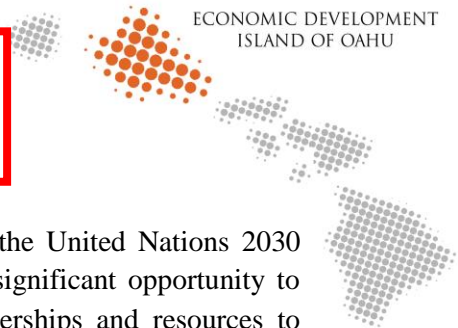 ECONOMIC DEVELOPMENT
ISLAND OF OAHU
the United Nations 2030
significant opportunity to
erships and resources to